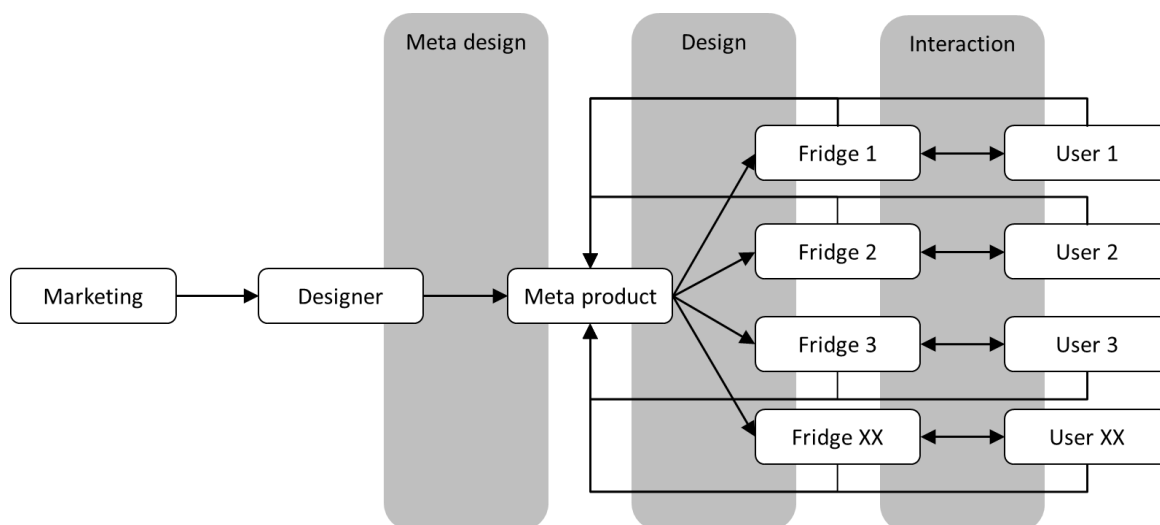 Meta design
Design
Interaction
Fridge 1
User 1
Fridge 2
User 2
Marketing
Designer
Meta product
Fridge 3
User 3
Fridge XX
User XX